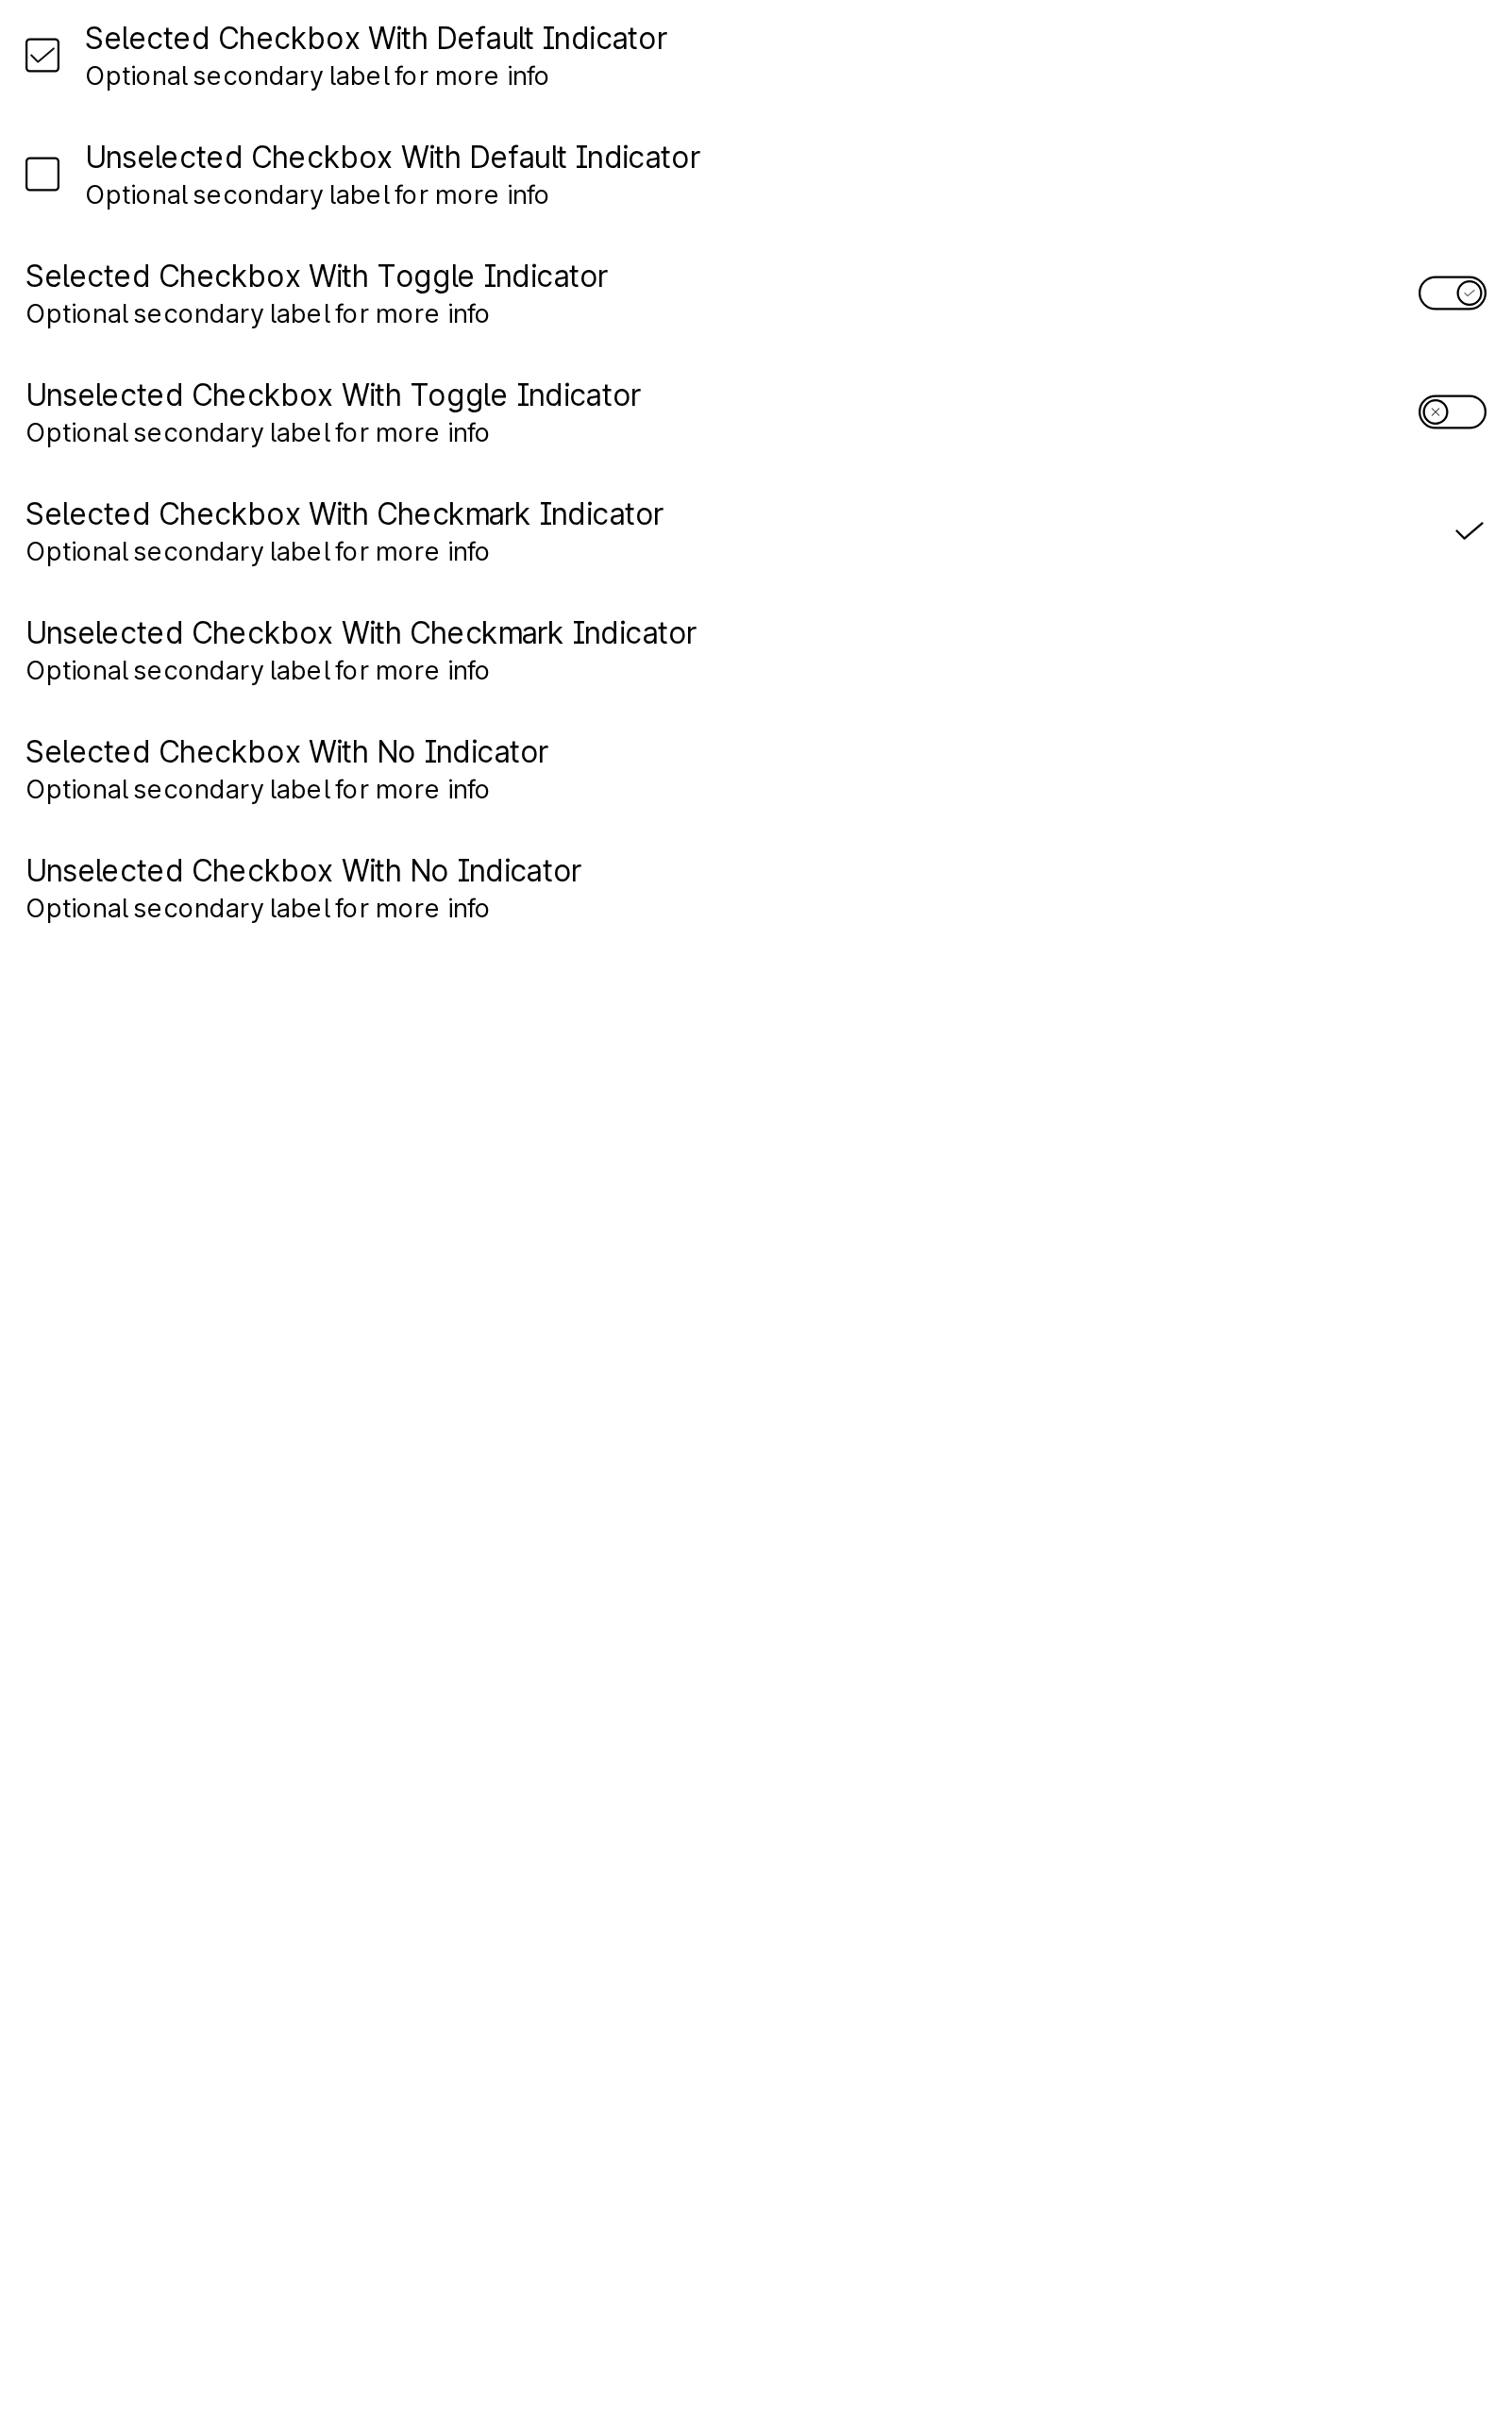 Selected Checkbox With Default Indicator
Optional secondary label for more info
Unselected Checkbox With Default Indicator
Optional secondary label for more info
Selected Checkbox With Toggle Indicator
Optional secondary label for more info
Unselected Checkbox With Toggle Indicator
Optional secondary label for more info
Selected Checkbox With Checkmark Indicator
Optional secondary label for more info
Unselected Checkbox With Checkmark Indicator
Optional secondary label for more info
Selected Checkbox With No Indicator
Optional secondary label for more info
Unselected Checkbox With No Indicator
Optional secondary label for more info